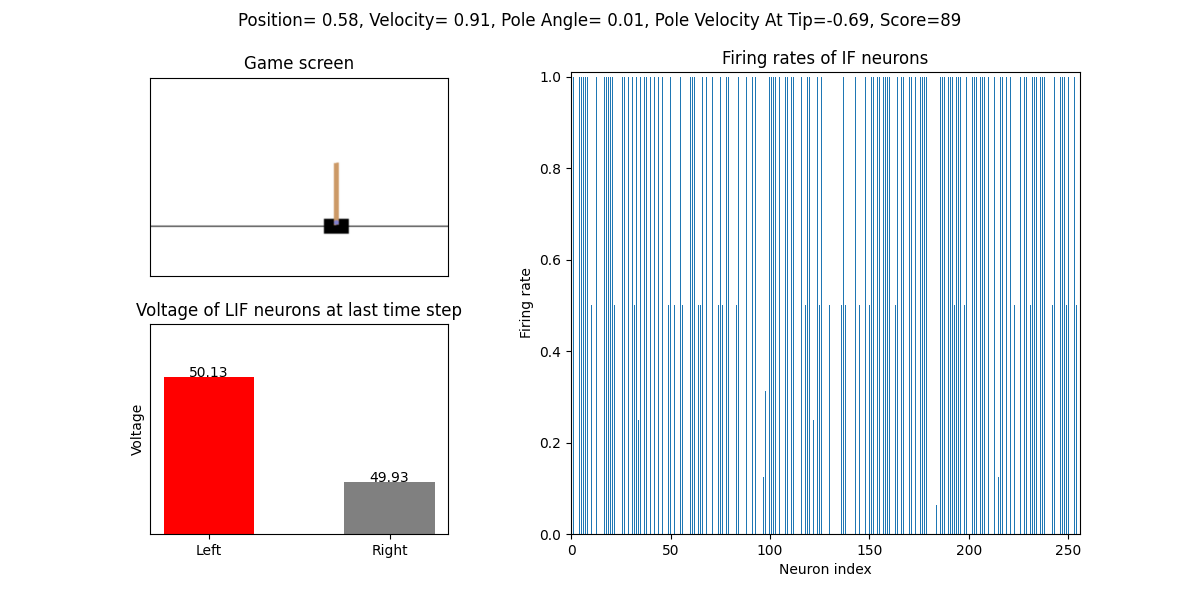 Position= 0.58, Velocity= 0.91, Pole Angle= 0.01, Pole Velocity At Tip=-0.69, Score=89
Game screen
Voltage of LIF neurons at last time step
50.13
49.93
Voltage
Left Right
Firing rates of IF neurons
1.0
0.8
0.6
0.4
0.2
0.0
Firing rate
0 50 100 150 200 250
Neuron index